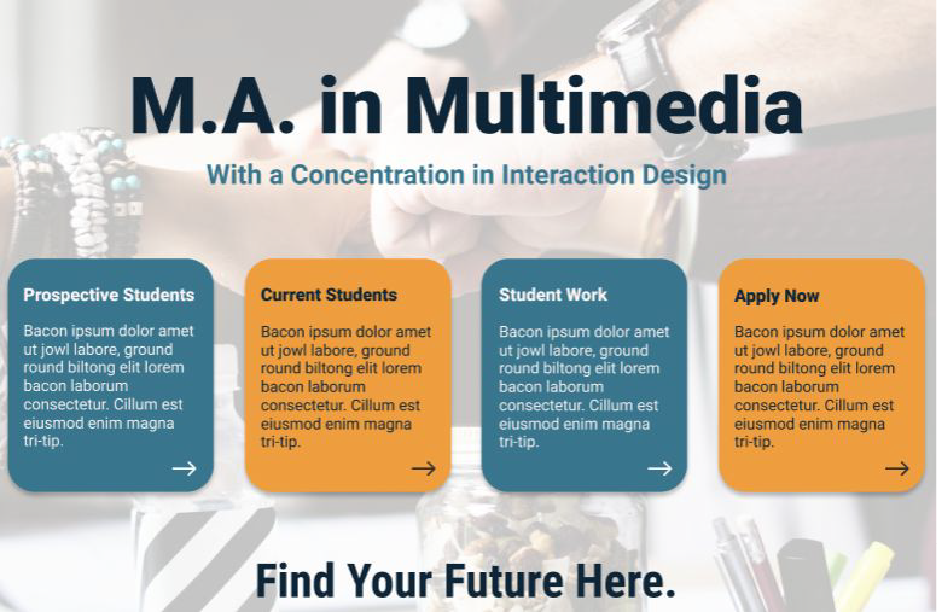 M.A. in Multimedia
With a Concentration in Interaction Design
Prospective Students
Bacon ipsum dolor amet
ut jowl labore, ground
round biltong elit lorem
bacon laborum
consectetur. Cillum est
eiusmod enim magna
tri-tip.
Current Students
Bacon ipsum dolor amet
ut jowl labore, ground
round biltong elit lorem
bacon laborum
consectetur. Cillum est
eiusmod enim magna
tri-tip.
Student Work
Bacon ipsum dolor amet
ut jowl labore, ground
round biltong elit lorem
bacon laborum
consectetur. Cillum est
eiusmod enim magna
tri-tip.
Apply Now
Bacon ipsum dolor amet
ut jowl labore, ground
round biltong elit lorem
bacon laborum
consectetur. Cillum est
eiusmod enim magna
tri-tip.
Find Your Future Here.